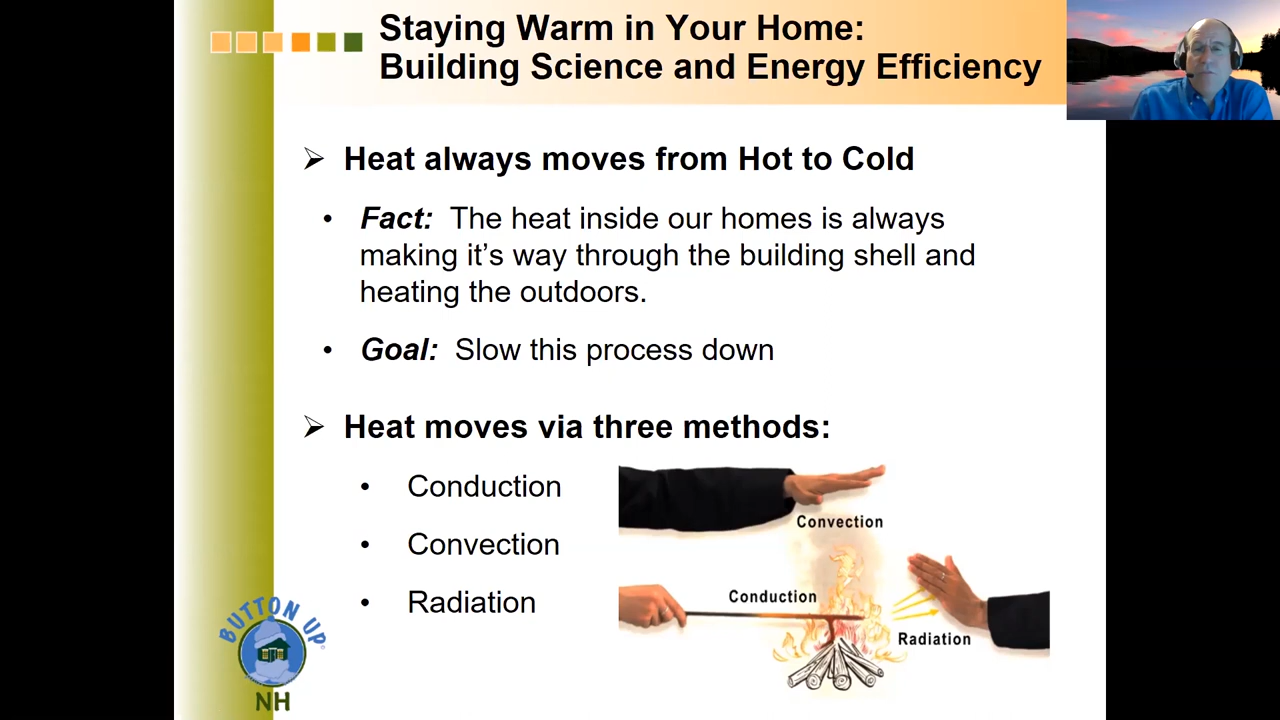 Staying Warm in Your Home:
Building Science and Energy Efficiency
➢ Heat always moves from Hot to Cold
• Fact: The heat inside our homes is always
making it’s way through the building shell and
heating the outdoors.
• Goal: Slow this process down
➢ Heat moves via three methods:
• Conduction
• Convection
• Radiation
Convection
Conduction
Radiation
BUTTON UP
NH